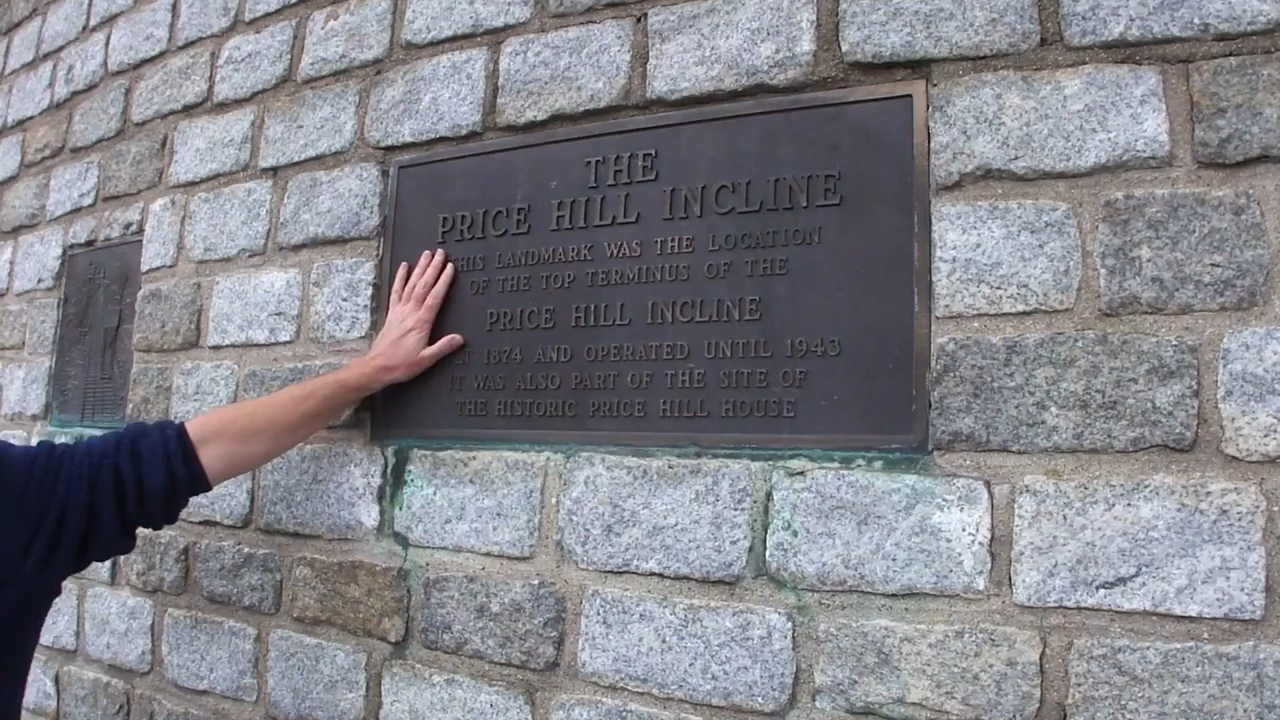 THE
PRICE HILL INCLINE
THIS LANDMARK WAS THE LOCATION
OF THE TOP TERMINUS OF THE
PRICE HILL INCLINE
1874 AND OPERATED UNTIL 1943
IT WAS ALSO PART OF THE SITE OF
THE HISTORIC PRICE HILL HOUSE